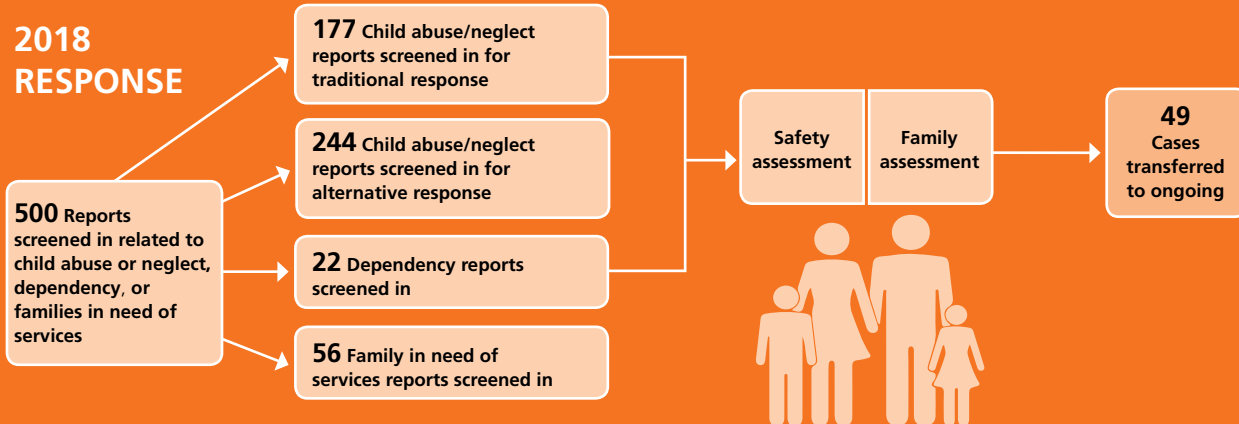 2018
RESPONSE
500 Reports
screened in related to
child abuse or neglect,
dependency, or
families in need of
services
177 Child abuse/neglect
reports screened in for
traditional response
244 Child abuse/neglect
reports screened in for
alternative response
22 Dependency reports
screened in
56 Family in need of
services reports screened in
Safety
assessment
Family
assessment
49
Cases
transferred
to ongoing